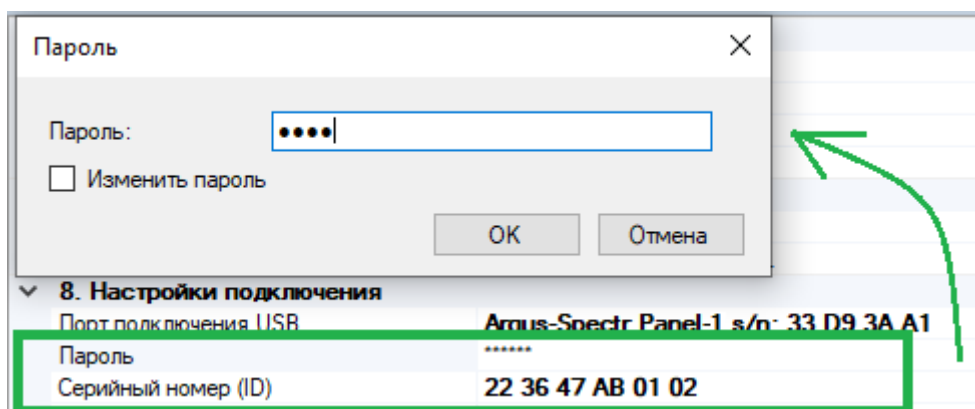 Пароль
Пароль: ••••
Изменить пароль
OK Отмена
8. Настройки подключения
Порт подключения USB Argus-Spectr Panel-1 s/n: 33 D9 3A A1
Пароль ******
Серийный номер (ID) 22 36 47 AB 01 02